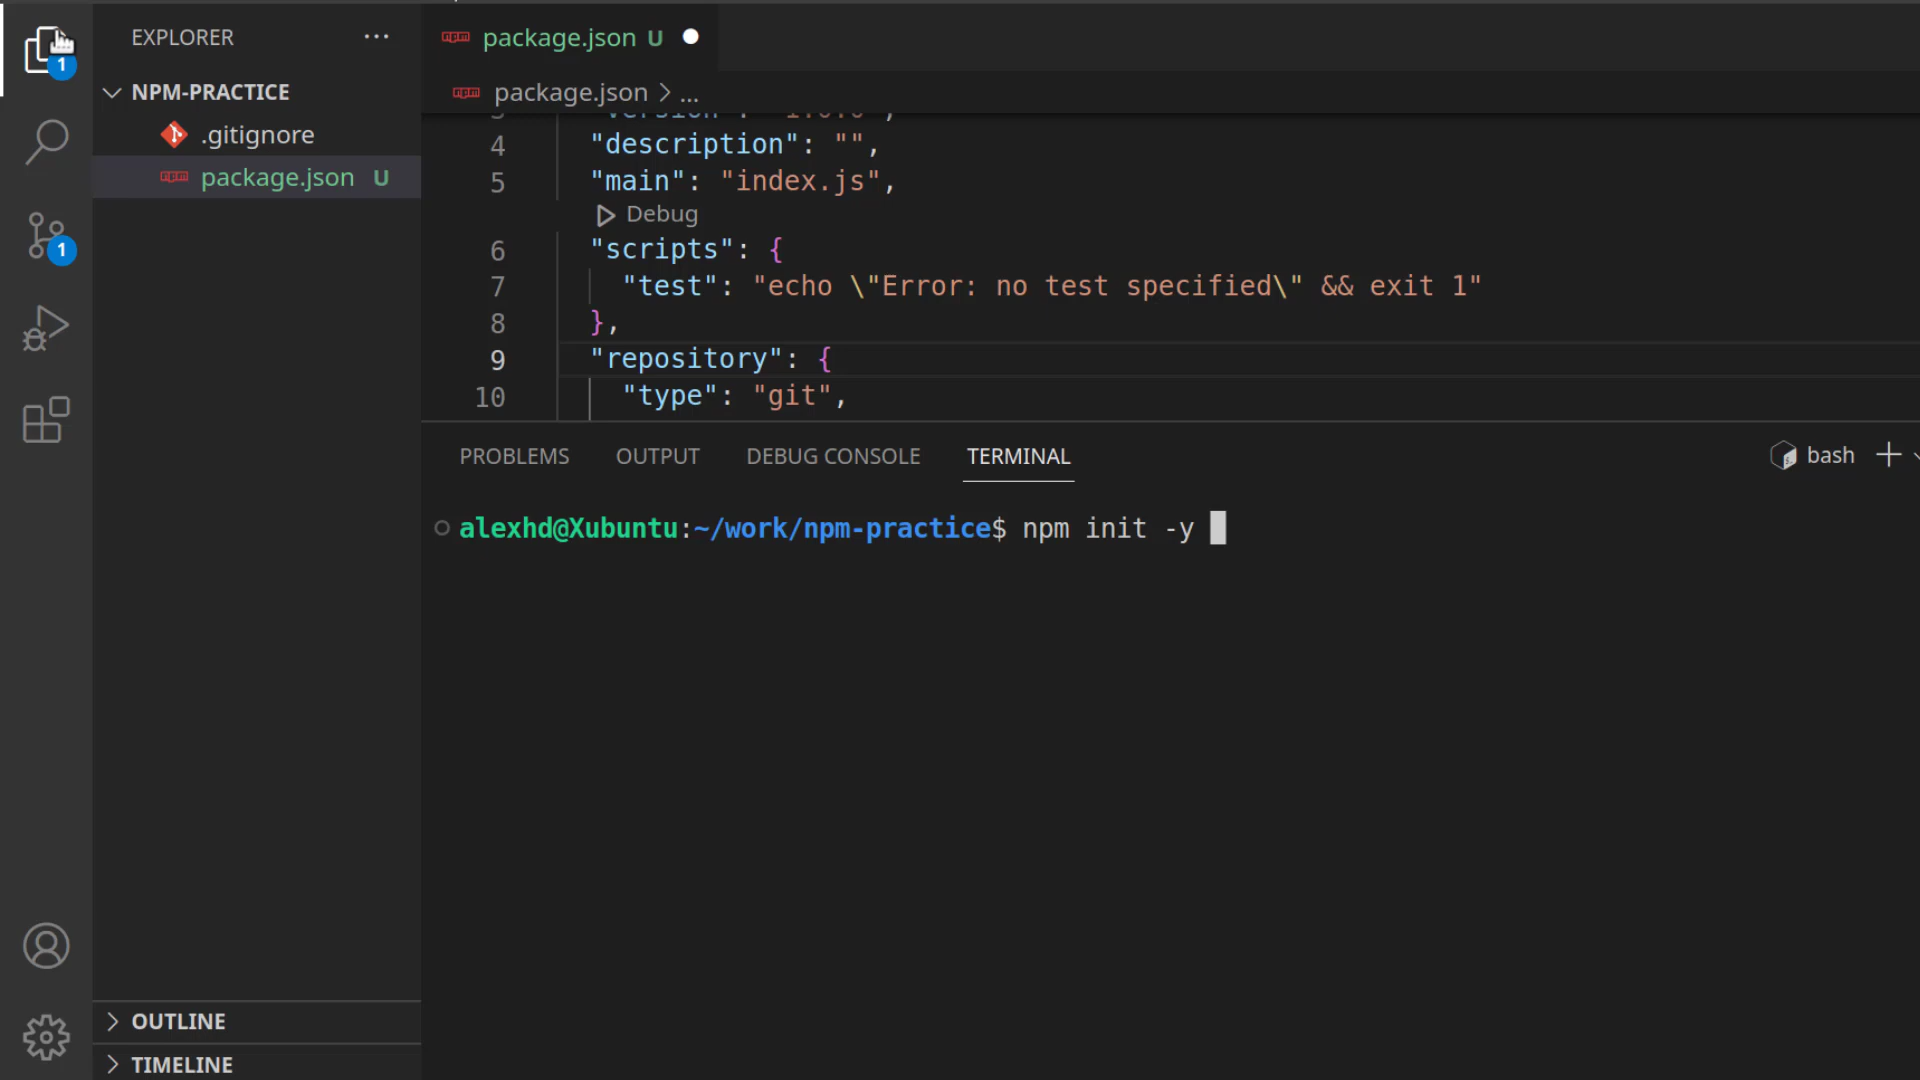 EXPLORER
NPM-PRACTICE
.gitignore
package.json U
OUTLINE
TIMELINE
1
1
package.json U
package.json > ...
4 "description": "",
5 "main": "index.js",
Debug
6 "scripts": {
7 "test": "echo \"Error: no test specified\" && exit 1"
8 },
9 "repository": {
10 "type": "git",
PROBLEMS OUTPUT DEBUG CONSOLE TERMINAL bash
alexhd@Xubuntu:~/work/npm-practice$ npm init -y